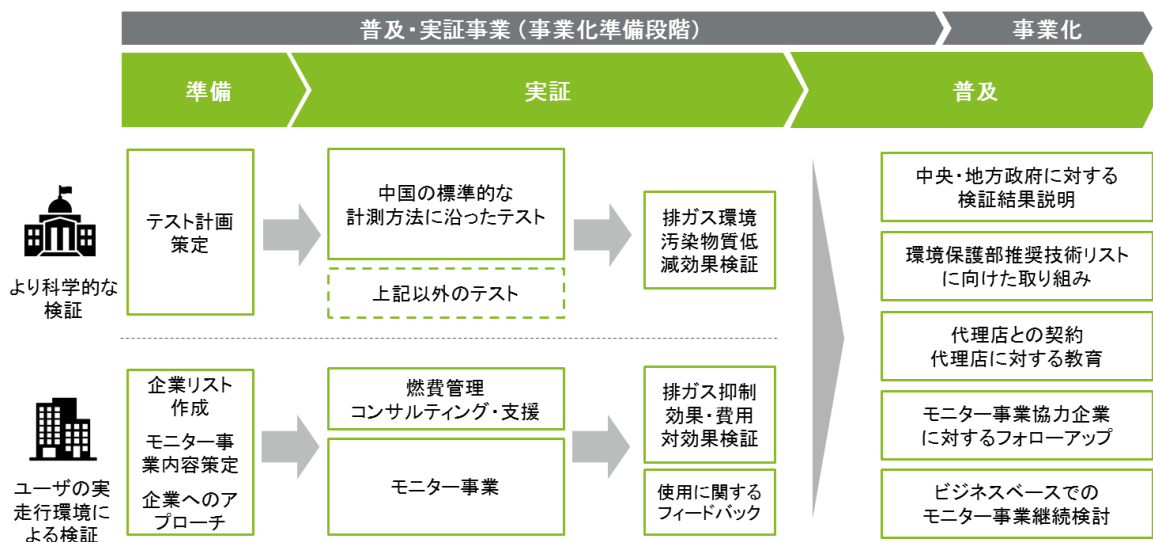 普及・実証事業（事業化準備段階）
事業化
準備
実証
普及
より科学的な
検証
テスト計画
策定
中国の標準的な
計測方法に沿ったテスト
上記以外のテスト
排ガス環境
汚染物質低
減効果検証
ユーザの実
走行環境に
よる検証
企業リスト
作成
モニター事
業内容策定
企業へのア
プローチ
燃費管理
コンサルティング・支援
モニター事業
排ガス抑制
効果・費用
対効果検証
使用に関する
フィードバック
中央・地方政府に対する
検証結果説明
環境保護部推奨技術リスト
に向けた取り組み
代理店との契約
代理店に対する教育
モニター事業協力企業
に対するフォローアップ
ビジネスベースでの
モニター事業継続検討